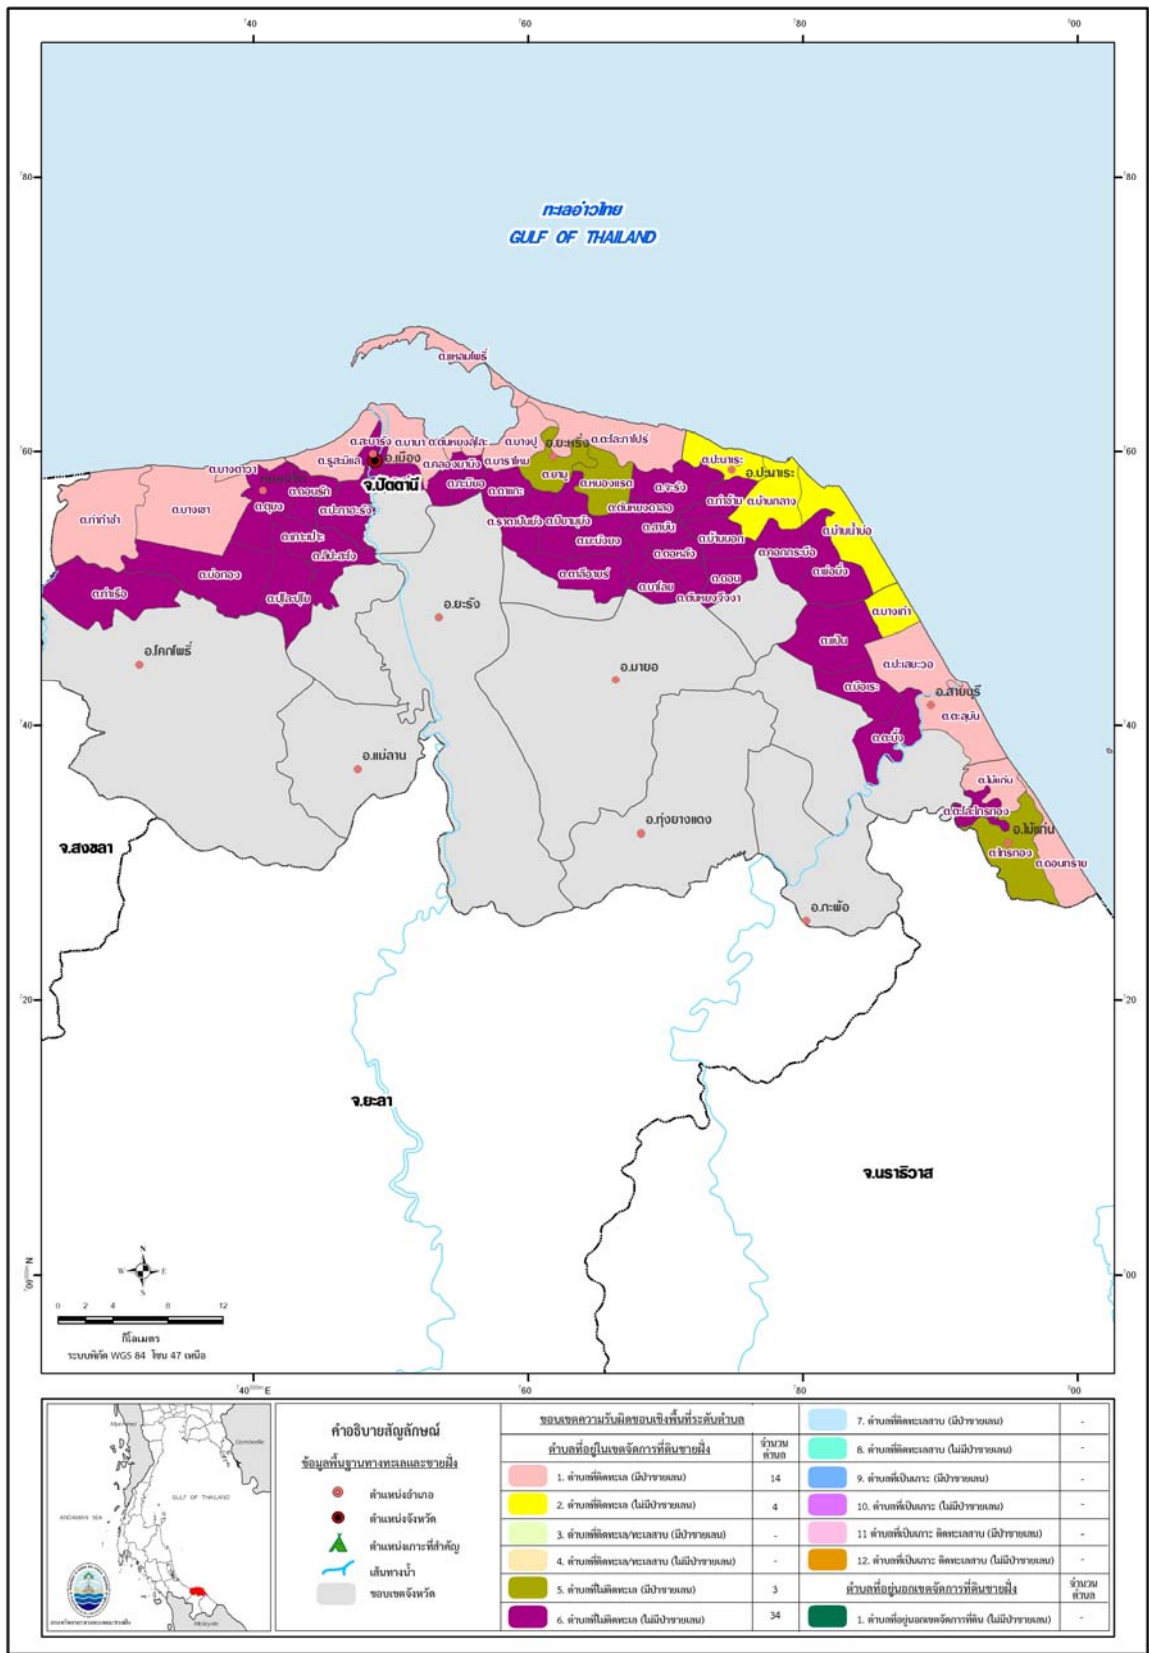 740
760
780
700
780
780
ทะเลอ่าวไทย
GULF OF THAILAND
ต.แหลมโพธิ์
760
760
ต.สะบารัง
ต.บานา
ต.ตันหยงลุโละ
ต.บางปู
อ.ยะหริ่ง
ต.ตะโละกาโปร์
ต.บางตาวา
ต.รูสะมิแล
อ.เมือง
ต.คลองมานิง
ต.บาราโหม
ต.ยามู
ต.หนองแรต
ต.จะรัง
ต.ปะนาเระ
อ.ปะนาเระ
ต.ดอนรัก
จ.ปัตตานี
ต.กะมิยอ
ต.ตาแกะ
ต.ท่าข้าม
ต.บ้านกลาง
ต.ท่ากำชำ
ต.บางเขา
ต.ตุยง
ต.ปะกาฮะรัง
ต.ตันหยงดาลอ
ต.ราตาปันยัง
ต.ปิยามุมัง
ต.สาบัน
ต.บ้านน้ำบ่อ
ต.เกาะเปาะ
ต.มะนังยง
ต.บ้านนอก
ต.ลิปะสะรัง
ต.ตอหลัง
ต.คอกกระบือ
ต.พ่อมิ่ง
ต.บ่อทอง
ต.ตาลีอายร์
ต.ดอน
ต.ท่าเรือ
ต.ปุโละปุโย
ต.บาโลย
ต.ตันหยงจึงงา
อ.ยะรัง
ต.บางเก่า
ต.แป้น
อ.โคกโพธิ์
อ.มายอ
ต.ปะเสยะวอ
ต.บือเระ
อ.สายบุรี
ต.ตะลุบัน
740
740
ต.ตะบิ้ง
อ.แม่ลาน
ต.ไม้แก่น
ต.ตะโละไกรทอง
อ.ทุ่งยางแดง
อ.ไม้แก่น
จ.สงขลา
ต.ไทรทอง
ต.ดอนทราย
อ.กะพ้อ
720
720
จ.ยะลา
จ.นราธิวาส
N
W E
S
700000m N
700
0 2 4 8 12
กิโลเมตร
ระบบพิกัด WGS 84 โซน 47 เหนือ
740000m E
760
780
700
Myanmar
Cambodia
GULF OF THAILAND
ANDAMAN SEA
Malaysia
คำอธิบายสัญลักษณ์
ข้อมูลพื้นฐานทางทะเลและชายฝั่ง
ตำแหน่งอำเภอ
ตำแหน่งจังหวัด
ตำแหน่งเกาะที่สำคัญ
เส้นทางน้ำ
ขอบเขตจังหวัด
ขอบเขตความรับผิดชอบเชิงพื้นที่ระดับตำบล
ตำบลที่อยู่ในเขตจัดการที่ดินชายฝั่ง จำนวนตำบล
1. ตำบลที่ติดทะเล (มีป่าชายเลน) 14
2. ตำบลที่ติดทะเล (ไม่มีป่าชายเลน) 4
3. ตำบลที่ติดทะเล/ทะเลสาบ (มีป่าชายเลน) -
4. ตำบลที่ติดทะเล/ทะเลสาบ (ไม่มีป่าชายเลน) -
5. ตำบลที่ไม่ติดทะเล (มีป่าชายเลน) 3
6. ตำบลที่ไม่ติดทะเล (ไม่มีป่าชายเลน) 34
7. ตำบลที่ติดทะเลสาบ (มีป่าชายเลน) -
8. ตำบลที่ติดทะเลสาบ (ไม่มีป่าชายเลน) -
9. ตำบลที่เป็นเกาะ (มีป่าชายเลน) -
10. ตำบลที่เป็นเกาะ (ไม่มีป่าชายเลน) -
11 ตำบลที่เป็นเกาะ ติดทะเลสาบ (มีป่าชายเลน) -
12. ตำบลที่เป็นเกาะ ติดทะเลสาบ (ไม่มีป่าชายเลน) -
ตำบลที่อยู่นอกเขตจัดการที่ดินชายฝั่ง จำนวนตำบล
1. ตำบลที่อยู่นอกเขตจัดการที่ดิน (ไม่มีป่าชายเลน) -